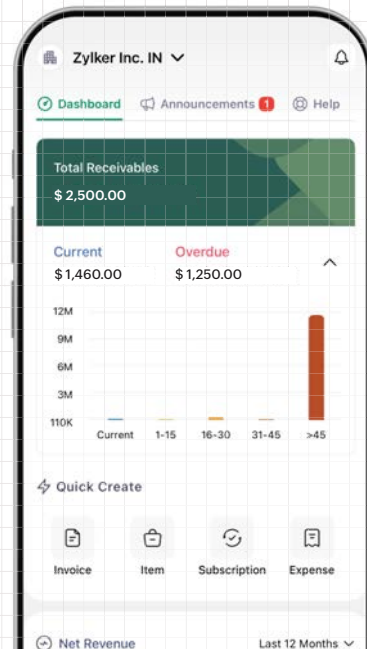 Zylker Inc. IN
Dashboard Announcements 1 Help
Total Receivables
$ 2,500.00
Current Overdue
$ 1,460.00 $ 1,250.00
12M
9M
6M
3M
110K
Current 1-15 16-30 31-45 >45
Quick Create
Invoice Item Subscription Expense
Net Revenue Last 12 Months